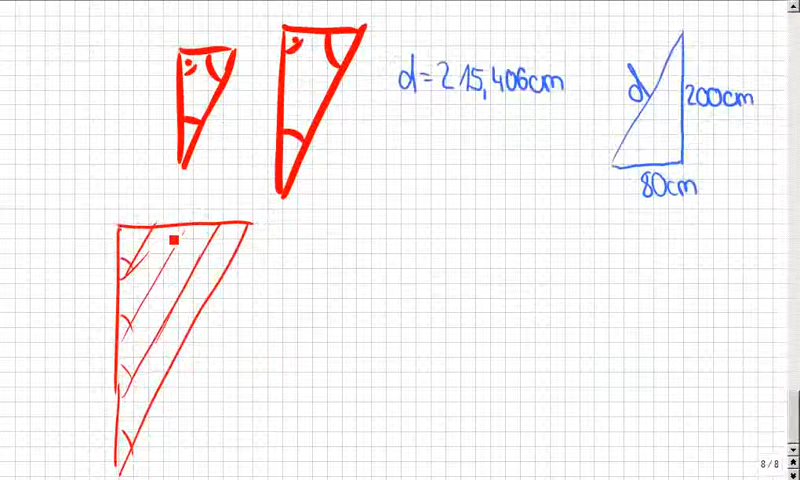 d = 215,406cm
d
200cm
80cm
8/8